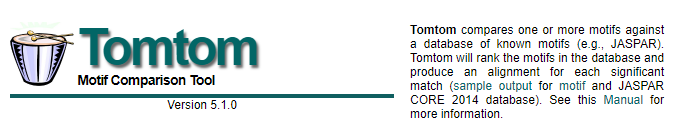 Tomtom
Motif Comparison Tool
Version 5.1.0
Tomtom compares one or more motifs against
a database of known motifs (e.g., JASPAR).
Tomtom will rank the motifs in the database and
produce an alignment for each significant
match (sample output for motif and JASPAR
CORE 2014 database). See this Manual for
more information.